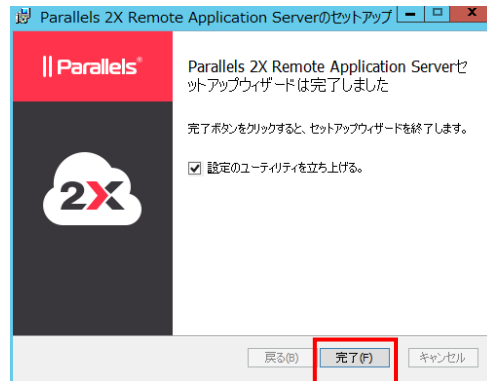 Parallels 2X Remote Application Serverのセットアップ
|| Parallels®
Parallels 2X Remote Application Serverセ
ットアップウィザードは完了しました
完了ボタンをクリックすると、セットアップウィザードを終了します。
設定のユーティリティを立ち上げる。
2X
戻る(B) 完了(F) キャンセル